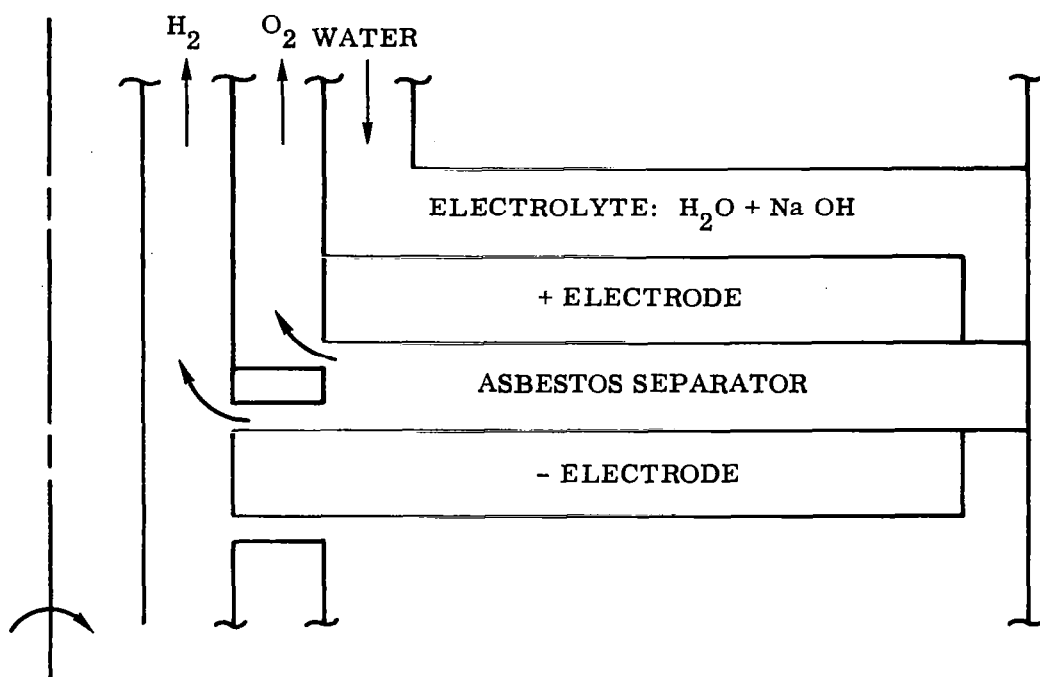 H2 O2 WATER
ELECTROLYTE: H2O + Na OH
+ ELECTRODE
ASBESTOS SEPARATOR
- ELECTRODE